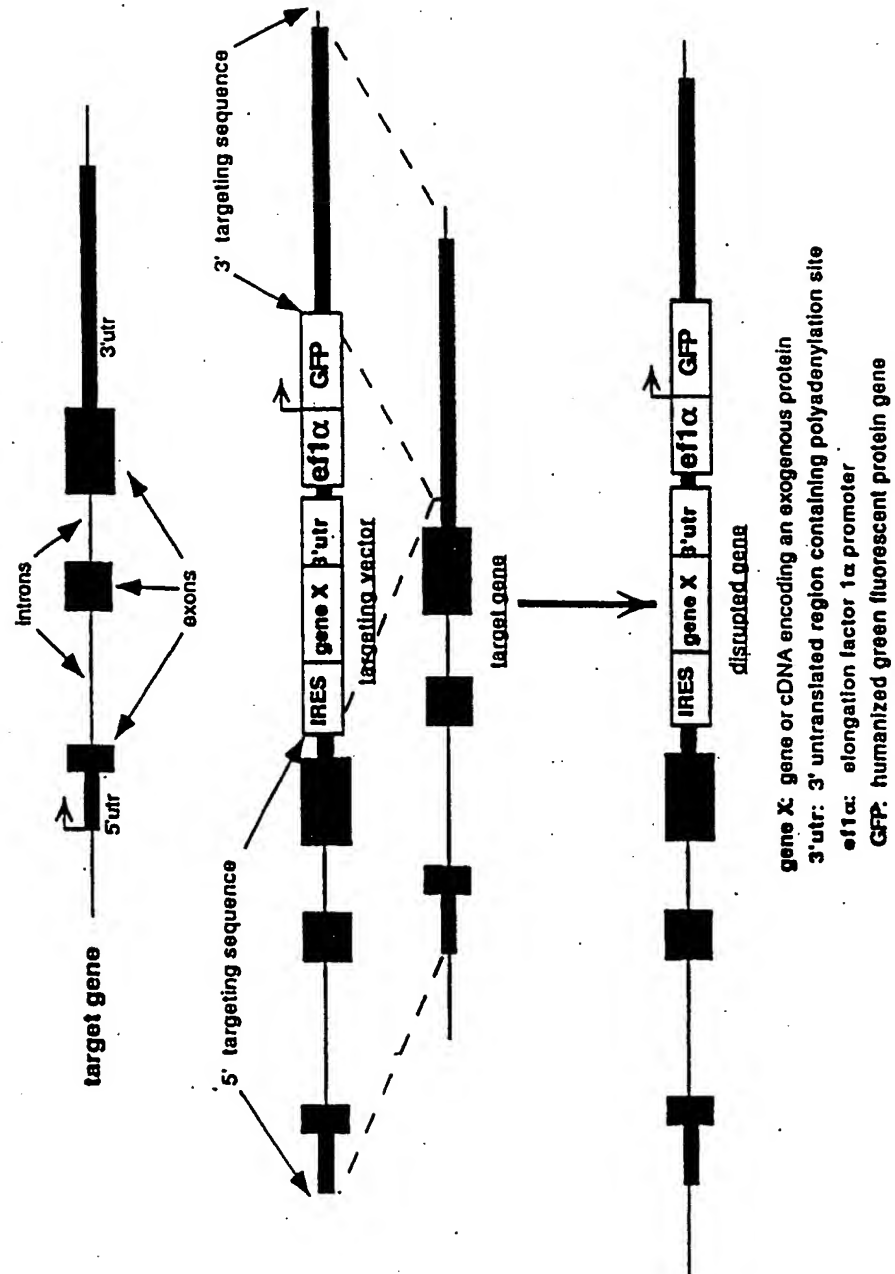 target gene
Introns
exons
5'utr
3'utr
5' targeting sequence
3' targeting sequence
IRES
gene X
3'utr
ef1α
GFP
targeting vector
target gene
IRES
gene X
3'utr
ef1α
GFP
disrupted gene
gene X: gene or cDNA encoding an exogenous protein
3'utr: 3' untranslated region containing polyadenylation site
ef1α: elongation factor 1α promoter
GFP: humanized green fluorescent protein gene